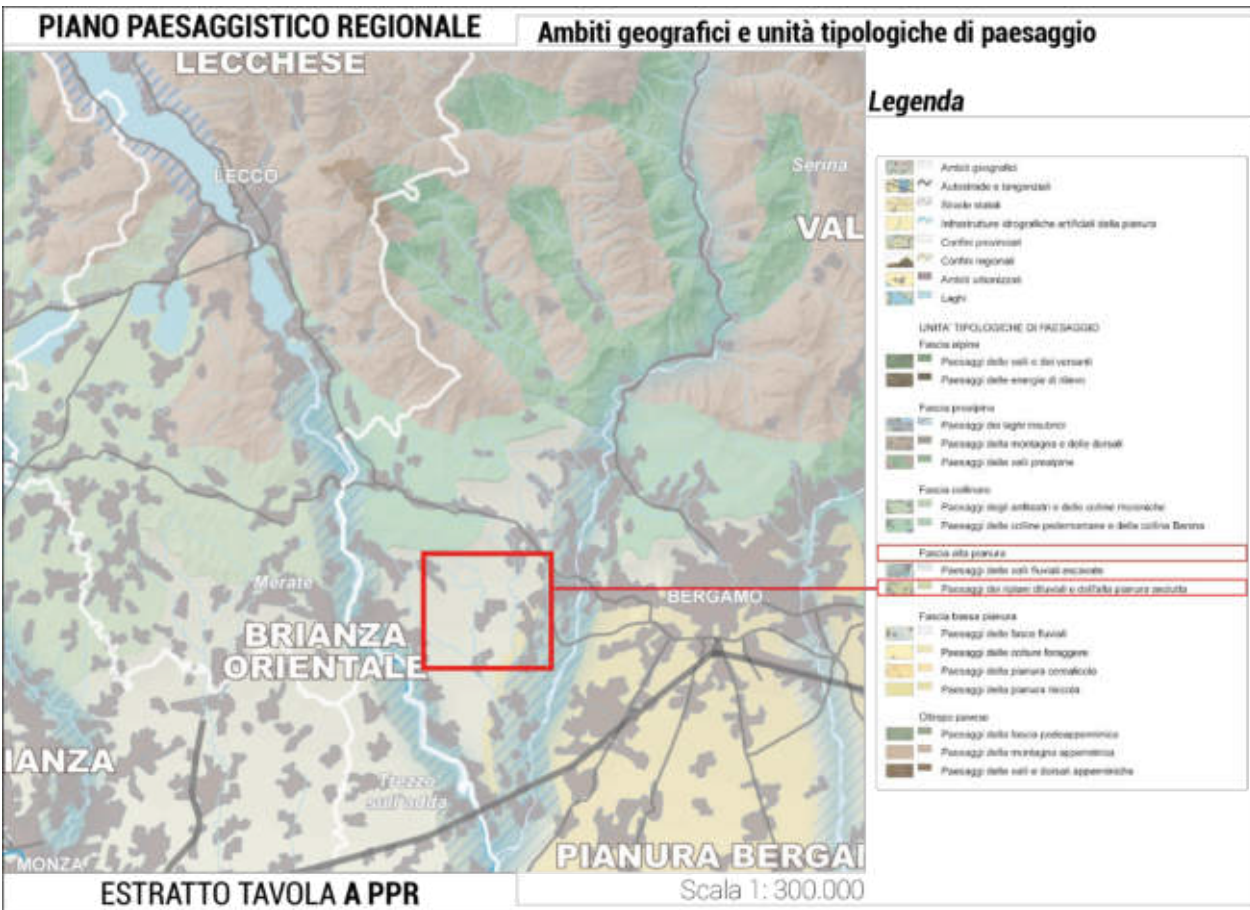 PIANO PAESAGGISTICO REGIONALE
Ambiti geografici e unità tipologiche di paesaggio
LECCHESE
LECCO
Serina
VAL
Merate
BERGAMO
BRIANZA
ORIENTALE
IANZA
Trezzo
sull'adda
MONZA
PIANURA BERGA
ESTRATTO TAVOLA A PPR
Scala 1: 300.000
Legenda
Ambiti geografici
Autostrade e tangenziali
Strade statali
Infrastrutture idrografiche artificiali della pianura
Confini provinciali
Confini regionali
Ambiti urbanizzati
Laghi
UNITA' TIPOLOGICHE DI PAESAGGIO
Fascia alpina
Paesaggi delle valli e dei versanti
Paesaggi delle energie di rilievo
Fascia prealpina
Paesaggi dei laghi insubrici
Paesaggi della montagna e delle dorsali
Paesaggi delle valli prealpine
Fascia collinare
Paesaggi degli anfiteatri e delle colline moreniche
Paesaggi delle colline pedemontane e della collina Banina
Fascia alta pianura
Paesaggi delle valli fluviali escavate
Paesaggi dei ripiani diluviali e dell'alta pianura asciutta
Fascia bassa pianura
Paesaggi delle fasce fluviali
Paesaggi delle colture foraggere
Paesaggi della pianura cerealicola
Paesaggi della pianura risicola
Oltrepo pavese
Paesaggi della fascia pedeappenninica
Paesaggi della montagna appenninica
Paesaggi delle valli e dorsali appenniniche